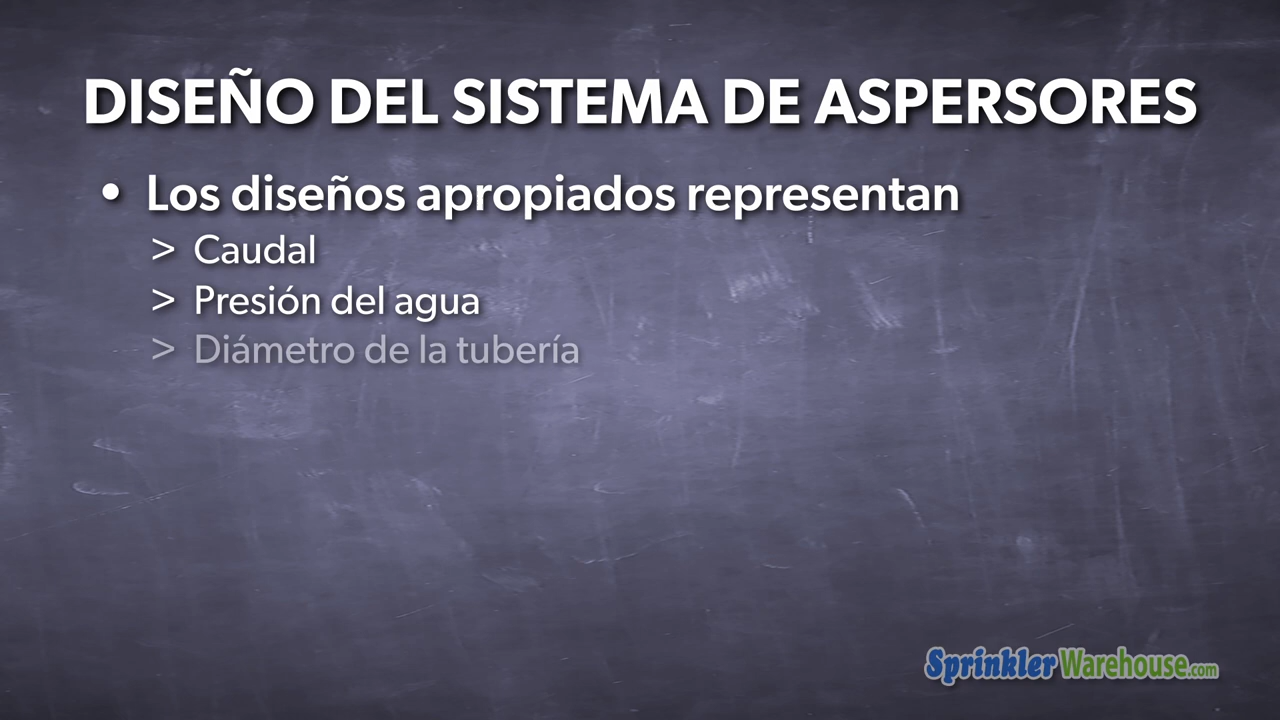 DISEÑO DEL SISTEMA DE ASPERSORES
• Los diseños apropiados representan
> Caudal
> Presión del agua
> Diámetro de la tubería
SprinklerWarehouse.com